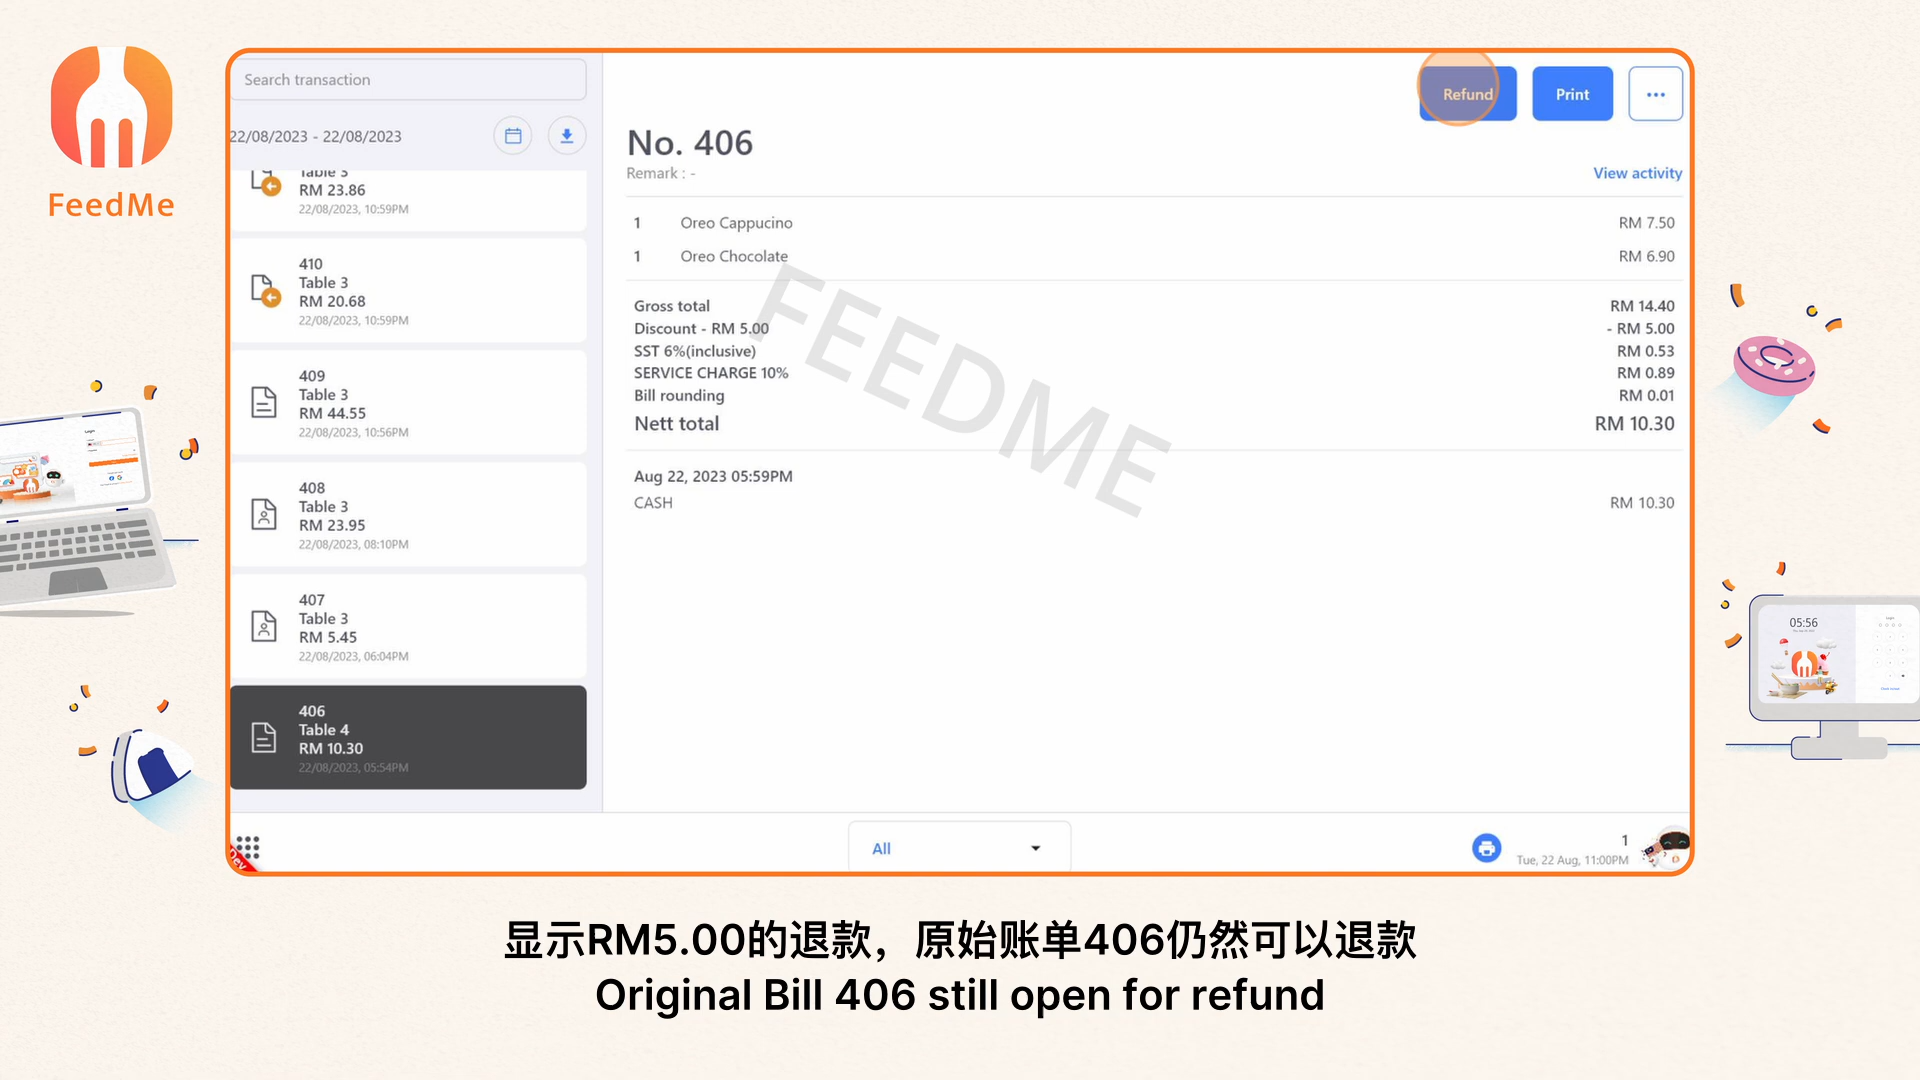 FeedMe
Search transaction
22/08/2023 - 22/08/2023
Table 3
RM 23.86
22/08/2023, 10:59PM
410
Table 3
RM 20.68
22/08/2023, 10:59PM
409
Table 3
RM 44.55
22/08/2023, 10:56PM
408
Table 3
RM 23.95
22/08/2023, 08:10PM
407
Table 3
RM 5.45
22/08/2023, 06:04PM
406
Table 4
RM 10.30
22/08/2023, 05:54PM
Refund
Print
No. 406
Remark : -
View activity
1 Oreo Cappucino RM 7.50
1 Oreo Chocolate RM 6.90
Gross total RM 14.40
Discount - RM 5.00 - RM 5.00
SST 6%(inclusive) RM 0.53
SERVICE CHARGE 10% RM 0.89
Bill rounding RM 0.01
Nett total RM 10.30
Aug 22, 2023 05:59PM
CASH RM 10.30
FEEDME
All
1
Tue, 22 Aug, 11:00PM
05:56
显示RM5.00的退款，原始账单406仍然可以退款
Original Bill 406 still open for refund